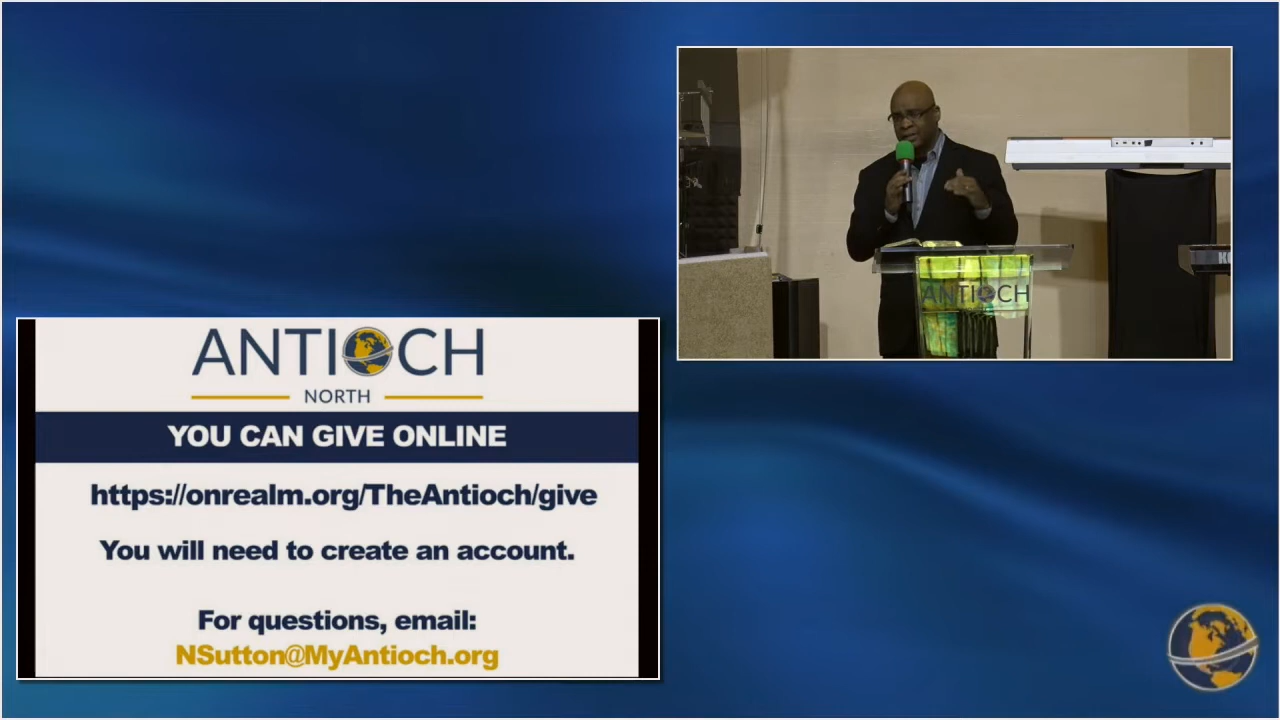 ANTIOCH
NORTH
YOU CAN GIVE ONLINE
https://onrealm.org/TheAntioch/give
You will need to create an account.
For questions, email:
NSutton@MyAntioch.org
ANTIOCH